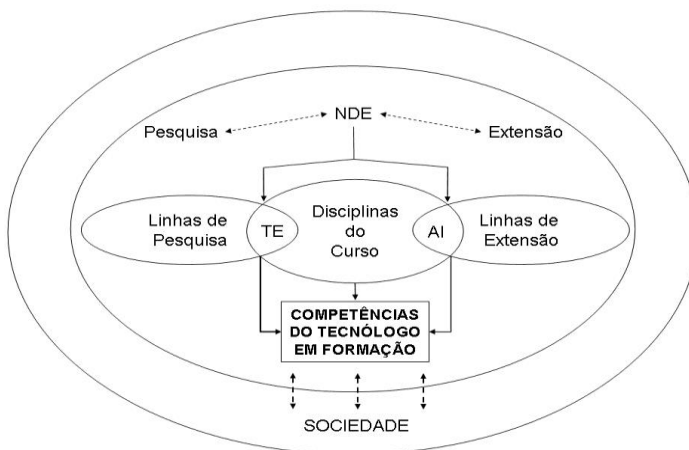 NDE
Pesquisa
Extensão
Linhas de
Pesquisa
TE
Disciplinas
do
Curso
AI
Linhas de
Extensão
COMPETÊNCIAS
DO TECNÓLOGO
EM FORMAÇÃO
SOCIEDADE